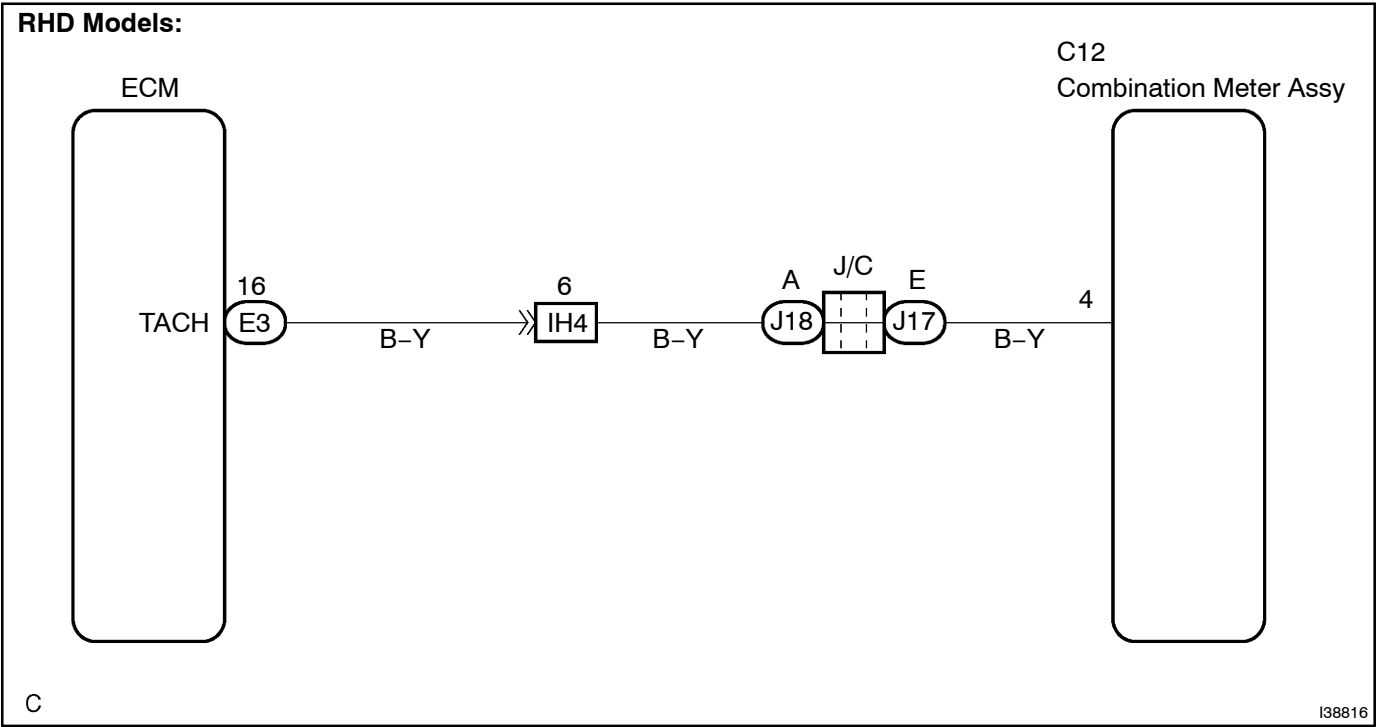 RHD Models:
C12
ECM
Combination Meter Assy
J/C
16
6
A
E
4
TACH
E3
IH4
J18
J17
B–Y
B–Y
B–Y
C
I38816